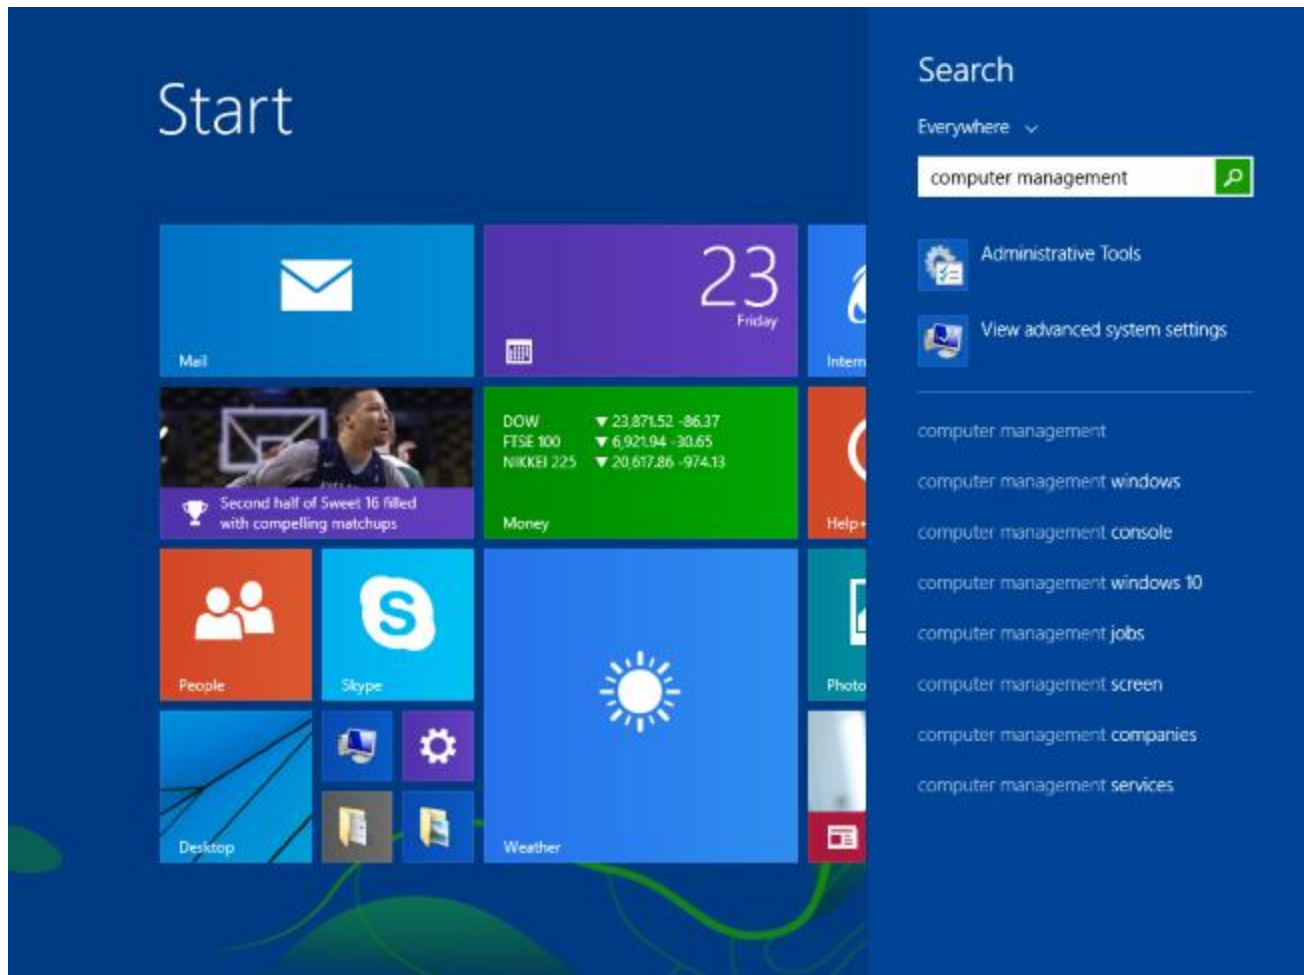 Start
Mail
23
Friday
Intern
Second half of Sweet 16 filled
with compelling matchups
DOW ▼ 23,871.52 -86.37
FTSE 100 ▼ 6,921.94 -30.65
NIKKEI 225 ▼ 20,617.86 -974.13
Money
Help+
People
Skype
Photo
Desktop
Weather
Search
Everywhere
computer management
Administrative Tools
View advanced system settings
computer management
computer management windows
computer management console
computer management windows 10
computer management jobs
computer management screen
computer management companies
computer management services